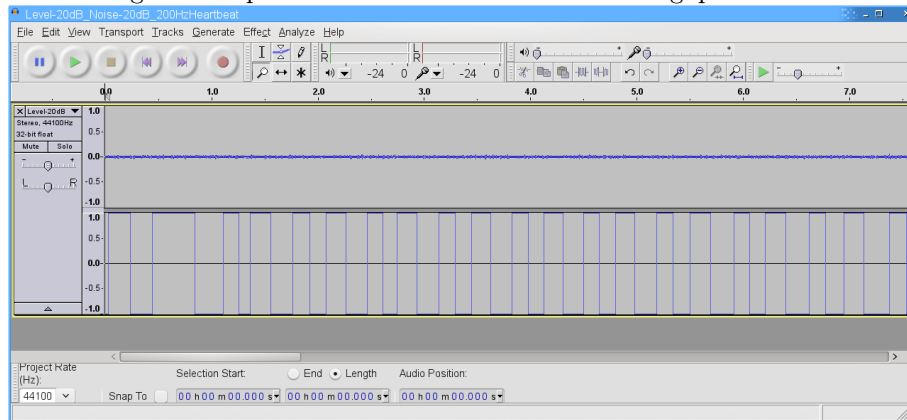 Level-20dB_Noise-20dB_200HzHeartbeat
File Edit View Transport Tracks Generate Effect Analyze Help
L
R
-24 0
L
R
-24 0
0,0 1.0 2.0 3.0 4.0 5.0 6.0 7.0
X Level-20dB
Stereo, 44100Hz
32-bit float
Mute Solo
- +
L R
1.0
0.5-
0.0-
-0.5-
-1.0
1.0
0.5-
0.0-
-0.5-
-1.0
Project Rate
(Hz):
Selection Start: End Length Audio Position:
44100 Snap To 00 h 00 m 00.000 s 00 h 00 m 00.000 s 00 h 00 m 00.000 s